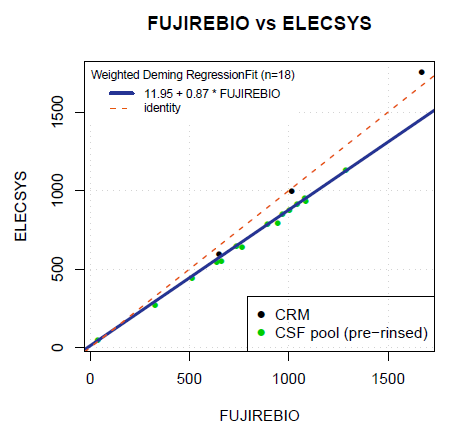 FUJIREBIO vs ELECSYS
Weighted Deming RegressionFit (n=18)
11.95 + 0.87 * FUJIREBIO
identity
ELECSYS
1500
1000
500
0
CRM
CSF pool (pre−rinsed)
0 500 1000 1500
FUJIREBIO